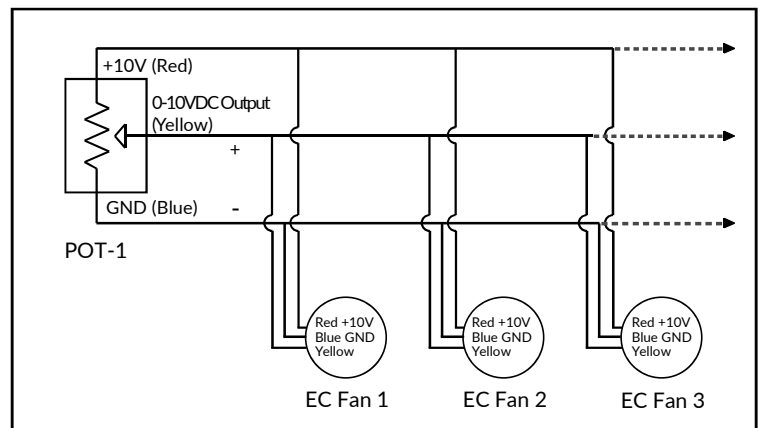 +10V (Red)
0-10VDC Output
(Yellow)
+
GND (Blue)
-
POT-1
Red +10V
Blue GND
Yellow
EC Fan 1
Red +10V
Blue GND
Yellow
EC Fan 2
Red +10V
Blue GND
Yellow
EC Fan 3